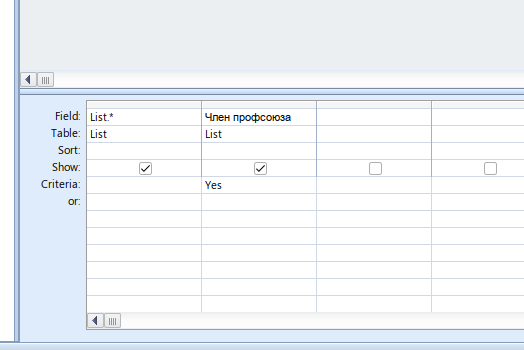 Field: List.* Член профсоюза
Table: List List
Sort:
Show:
Criteria: Yes
or: